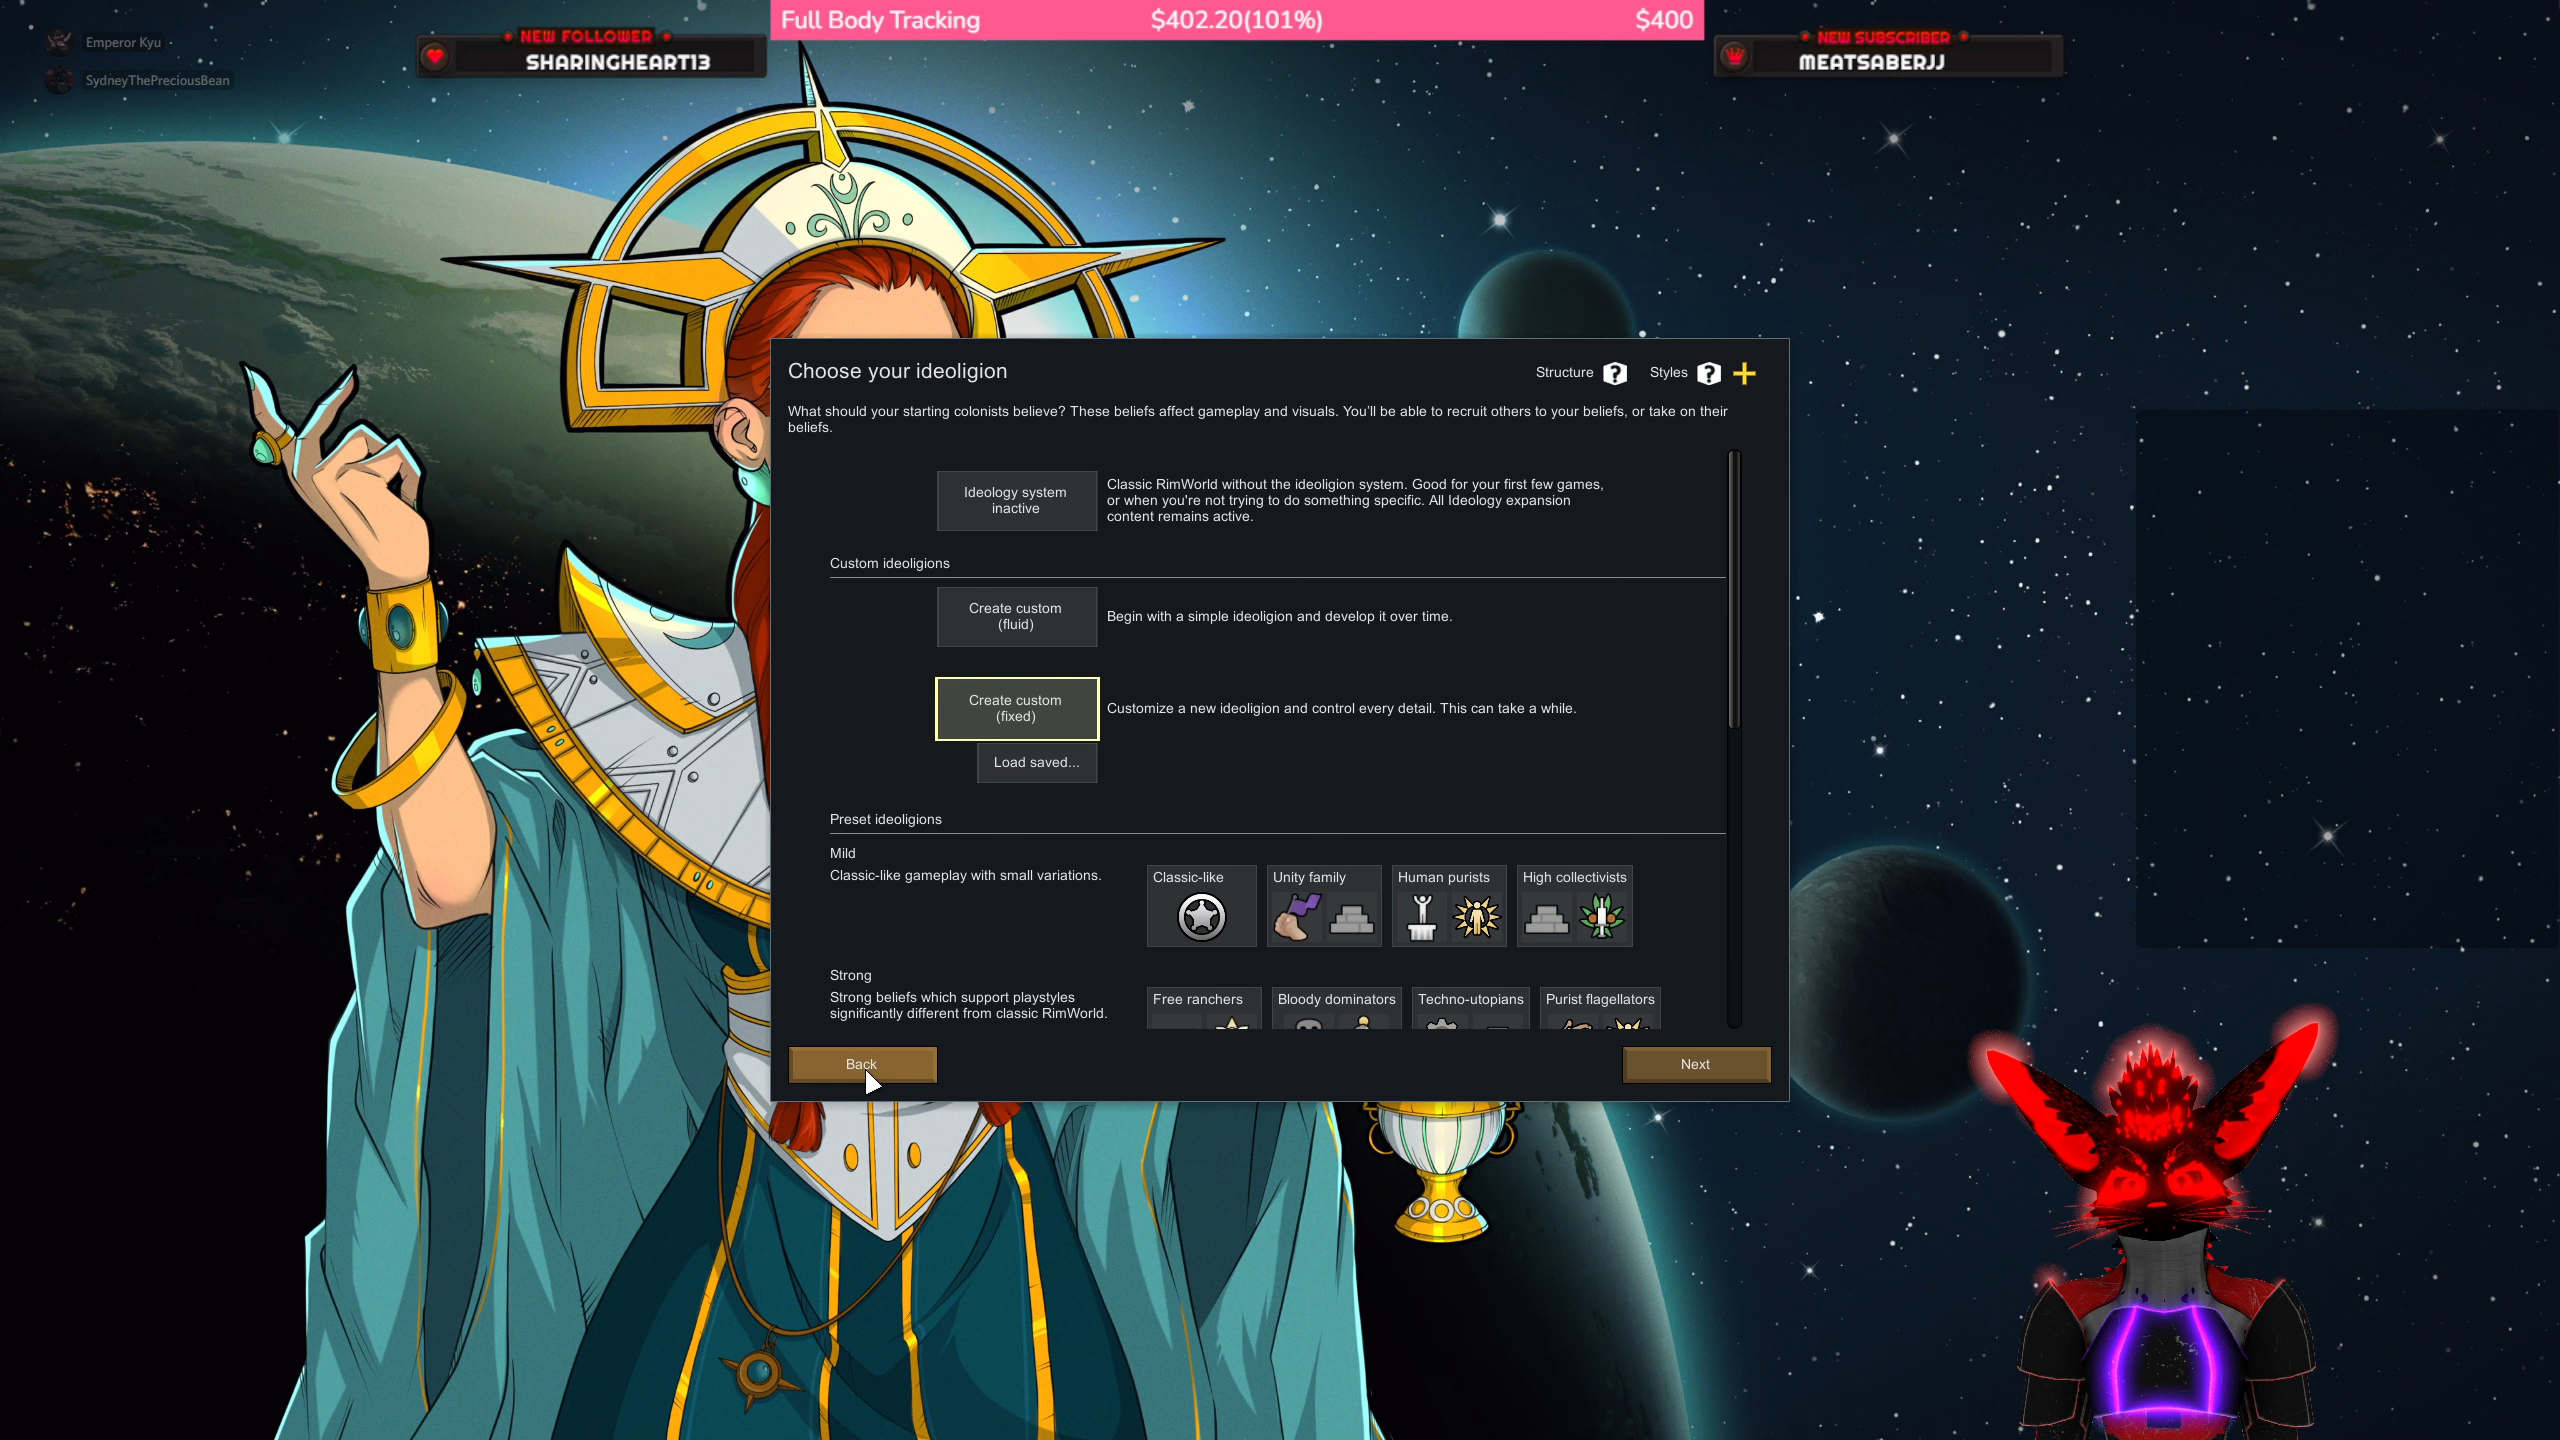 Full Body Tracking $402.20(101%) $400
Emperor Kyu
SydneyThePreciousBean
NEW FOLLOWER
SHARINGHEART13
NEW SUBSCRIBER
MEATSABERJJ
Choose your ideoligion
Structure
Styles
What should your starting colonists believe? These beliefs affect gameplay and visuals. You'll be able to recruit others to your beliefs, or take on their
beliefs.
Ideology system
inactive
Classic RimWorld without the ideoligion system. Good for your first few games,
or when you're not trying to do something specific. All Ideology expansion
content remains active.
Custom ideoligions
Create custom
(fluid)
Begin with a simple ideoligion and develop it over time.
Create custom
(fixed)
Customize a new ideoligion and control every detail. This can take a while.
Load saved...
Preset ideoligions
Mild
Classic-like gameplay with small variations.
Classic-like
Unity family
Human purists
High collectivists
Strong
Strong beliefs which support playstyles
significantly different from classic RimWorld.
Free ranchers
Bloody dominators
Techno-utopians
Purist flagellators
Back
Next